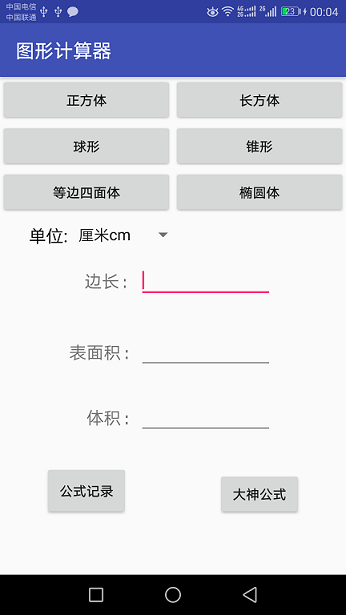 中国电信
中国联通
4G 2G 2G 23 00:04
图形计算器
正方体 长方体
球形 锥形
等边四面体 椭圆体
单位: 厘米cm
边长:
表面积:
体积:
公式记录 大神公式